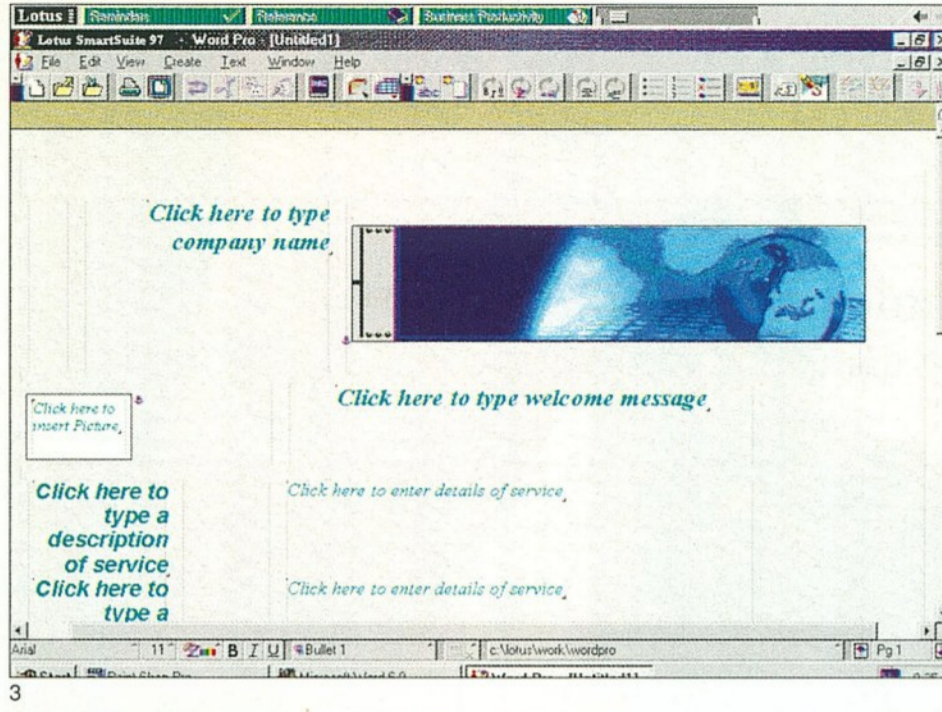 Lotus Reminders Reference Business Productivity
Lotus SmartSuite 97 - Word Pro - [Untitled1]
File Edit View Create Text Window Help
Click here to type
company name
Click here to type welcome message
Click here to
insert Picture
Click here to
type a
description
of service
Click here to enter details of service
Click here to
type a
Click here to enter details of service
Arial 11 B I U Bullet 1 c:\lotus\work\wordpro Pg 1
Start Paint Shop Pro Microsoft Word Word Pro - [Untitled1]
3